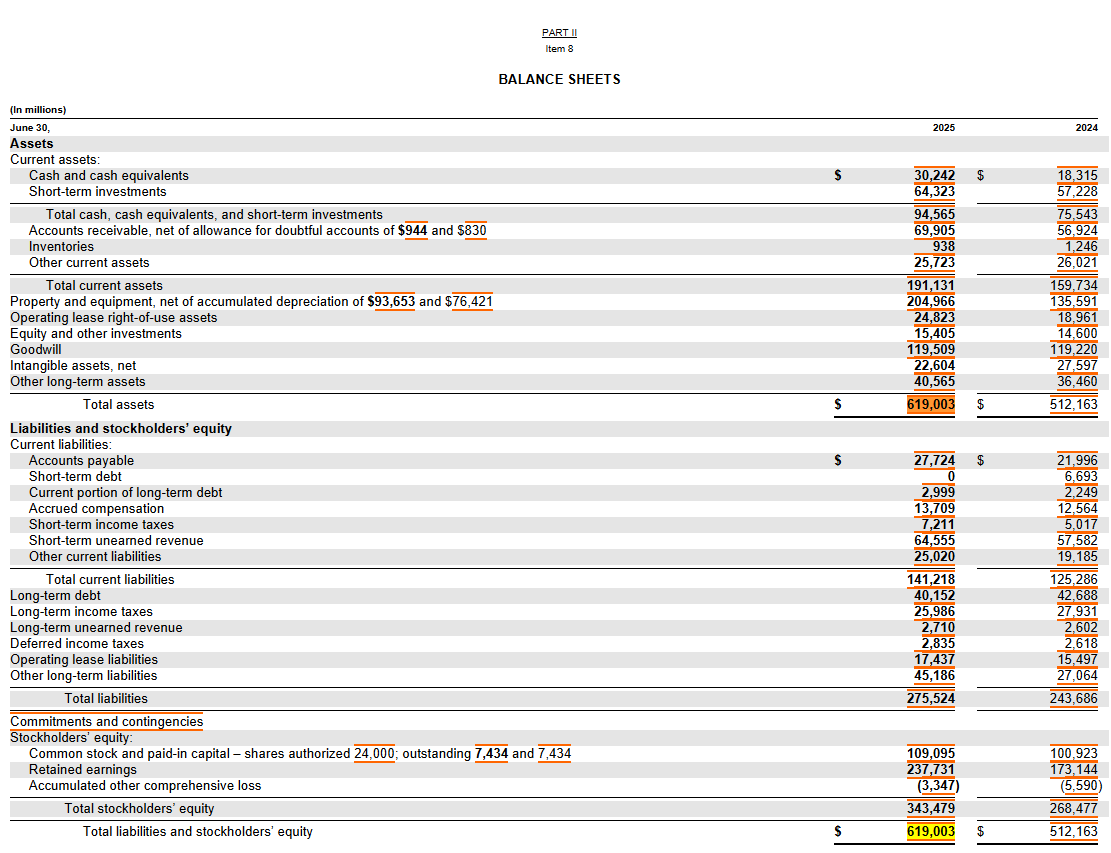 PART II
Item 8
BALANCE SHEETS
(In millions)
June 30, 2025 2024
Assets
Current assets:
Cash and cash equivalents $ 30,242 $ 18,315
Short-term investments 64,323 57,228
Total cash, cash equivalents, and short-term investments 94,565 75,543
Accounts receivable, net of allowance for doubtful accounts of $944 and $830 69,905 56,924
Inventories 938 1,246
Other current assets 25,723 26,021
Total current assets 191,131 159,734
Property and equipment, net of accumulated depreciation of $93,653 and $76,421 204,966 135,591
Operating lease right-of-use assets 24,823 18,961
Equity and other investments 15,405 14,600
Goodwill 119,509 119,220
Intangible assets, net 22,604 27,597
Other long-term assets 40,565 36,460
Total assets $ 619,003 $ 512,163
Liabilities and stockholders’ equity
Current liabilities:
Accounts payable $ 27,724 $ 21,996
Short-term debt 0 6,693
Current portion of long-term debt 2,999 2,249
Accrued compensation 13,709 12,564
Short-term income taxes 7,211 5,017
Short-term unearned revenue 64,555 57,582
Other current liabilities 25,020 19,185
Total current liabilities 141,218 125,286
Long-term debt 40,152 42,688
Long-term income taxes 25,986 27,931
Long-term unearned revenue 2,710 2,602
Deferred income taxes 2,835 2,618
Operating lease liabilities 17,437 15,497
Other long-term liabilities 45,186 27,064
Total liabilities 275,524 243,686
Commitments and contingencies
Stockholders’ equity:
Common stock and paid-in capital – shares authorized 24,000; outstanding 7,434 and 7,434 109,095 100,923
Retained earnings 237,731 173,144
Accumulated other comprehensive loss (3,347) (5,590)
Total stockholders’ equity 343,479 268,477
Total liabilities and stockholders’ equity $ 619,003 $ 512,163